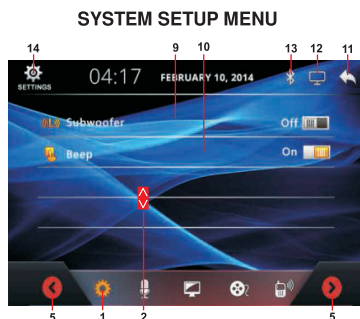 SYSTEM SETUP MENU
14 9 10 13 12 11
SETTINGS 04:17 FEBRUARY 10, 2014
Subwoofer Off
Beep On
5 1 2 5